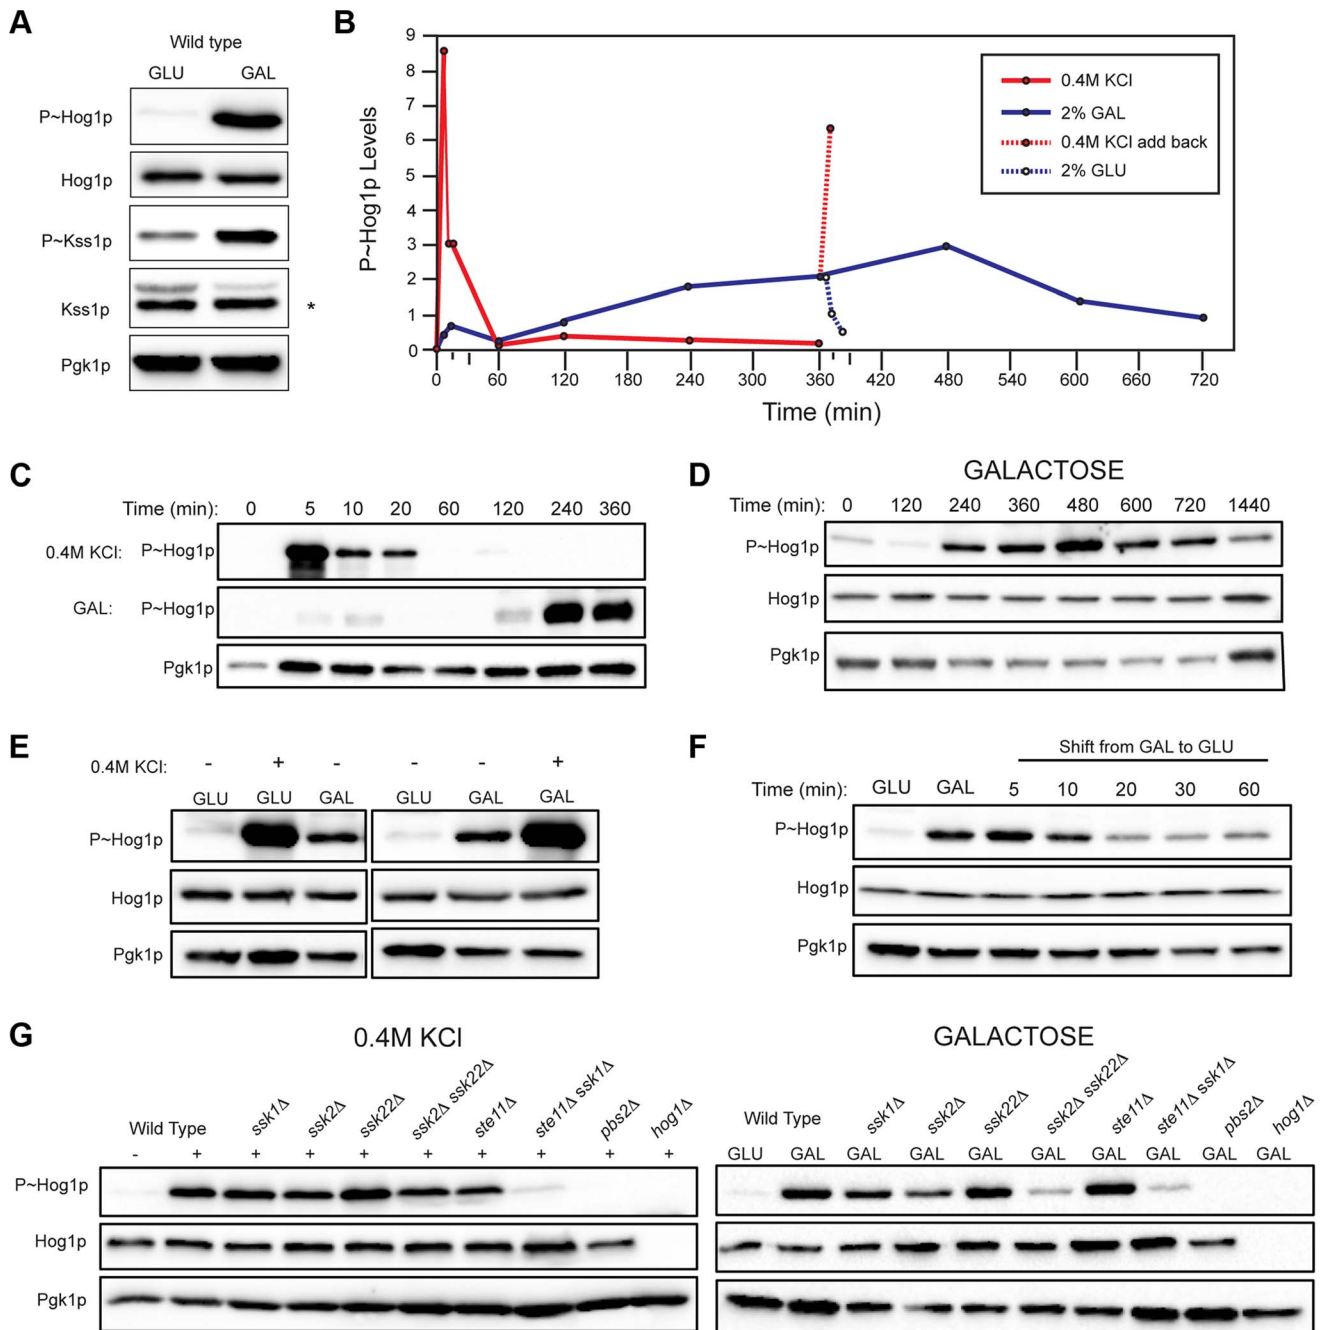 A
Wild type
GLU GAL
P~Hog1p
Hog1p
P~Kss1p
Kss1p *
Pgk1p
B
P~Hog1p Levels
9
8
7
6
5
4
3
2
1
0
0 60 120 180 240 300 360 420 480 540 600 660 720
Time (min)
0.4M KCl
2% GAL
0.4M KCl add back
2% GLU
C
Time (min): 0 5 10 20 60 120 240 360
0.4M KCl: P~Hog1p
GAL: P~Hog1p
Pgk1p
D
GALACTOSE
Time (min): 0 120 240 360 480 600 720 1440
P~Hog1p
Hog1p
Pgk1p
E
0.4M KCl: - + - - - +
GLU GLU GAL GLU GAL GAL
P~Hog1p
Hog1p
Pgk1p
F
Shift from GAL to GLU
Time (min): GLU GAL 5 10 20 30 60
P~Hog1p
Hog1p
Pgk1p
G
0.4M KCl
Wild Type ssk1Δ ssk2Δ ssk22Δ ssk2Δ ssk22Δ ste11Δ ste11Δ ssk1Δ pbs2Δ hog1Δ
- + + + + + + + + +
P~Hog1p
Hog1p
Pgk1p
GALACTOSE
Wild Type ssk1Δ ssk2Δ ssk22Δ ssk2Δ ssk22Δ ste11Δ ste11Δ ssk1Δ pbs2Δ hog1Δ
GLU GAL GAL GAL GAL GAL GAL GAL GAL GAL